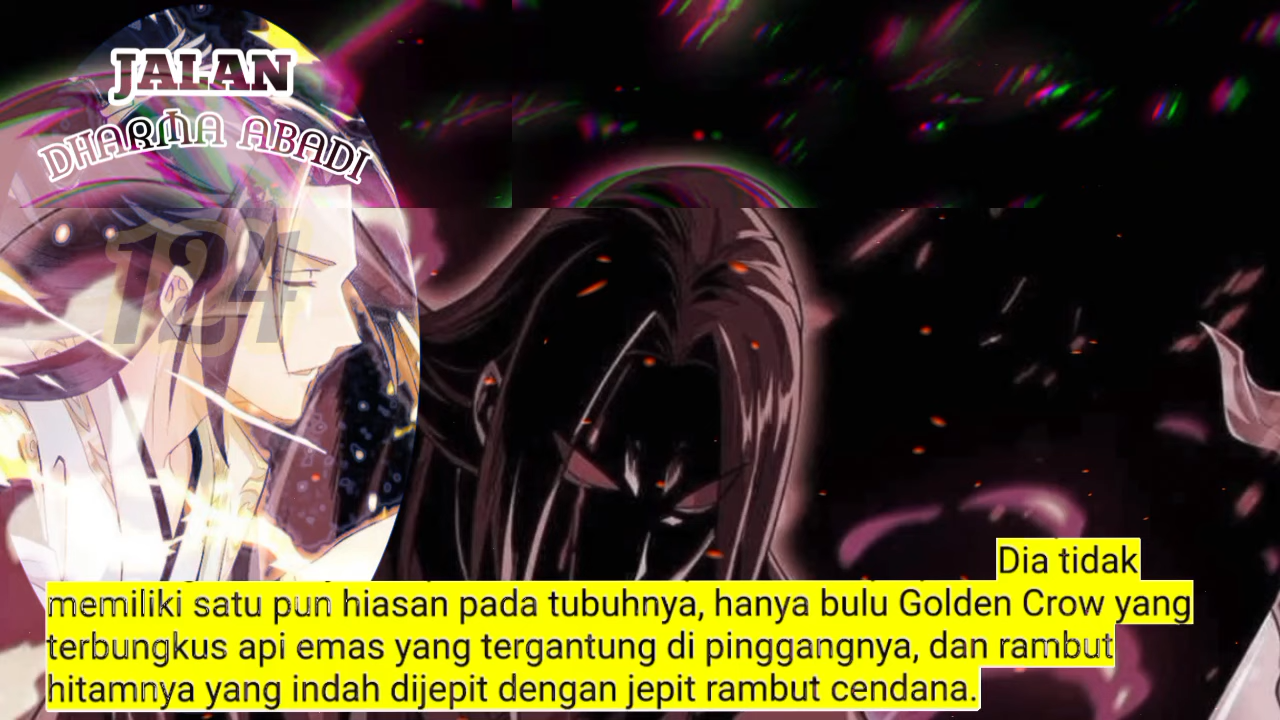 JALAN
DHARMA ABADI
124
Dia tidak
memiliki satu pun hiasan pada tubuhnya, hanya bulu Golden Crow yang
terbungkus api emas yang tergantung di pinggangnya, dan rambut
hitamnya yang indah dijepit dengan jepit rambut cendana.